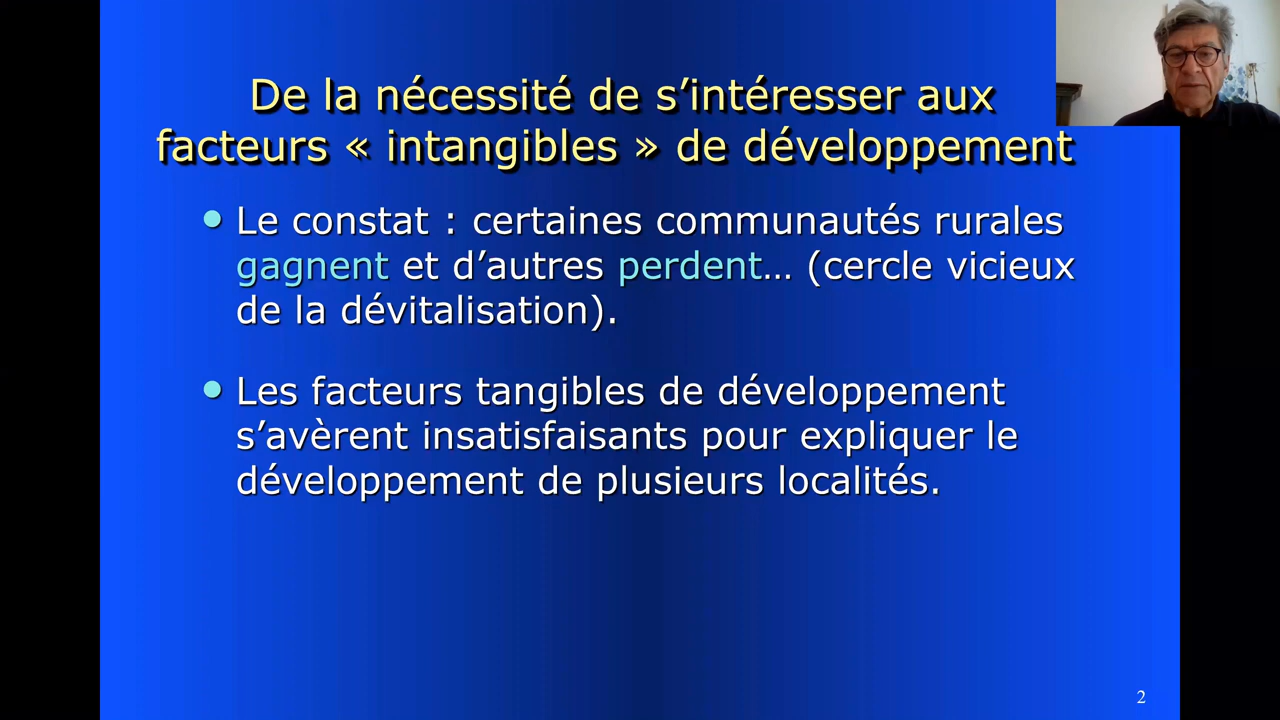 De la nécessité de s’intéresser aux
facteurs « intangibles » de développement
• Le constat : certaines communautés rurales
gagnent et d’autres perdent… (cercle vicieux
de la dévitalisation).
• Les facteurs tangibles de développement
s’avèrent insatisfaisants pour expliquer le
développement de plusieurs localités.
2